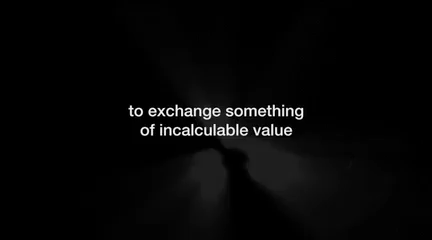 to exchange something
of incalculable value